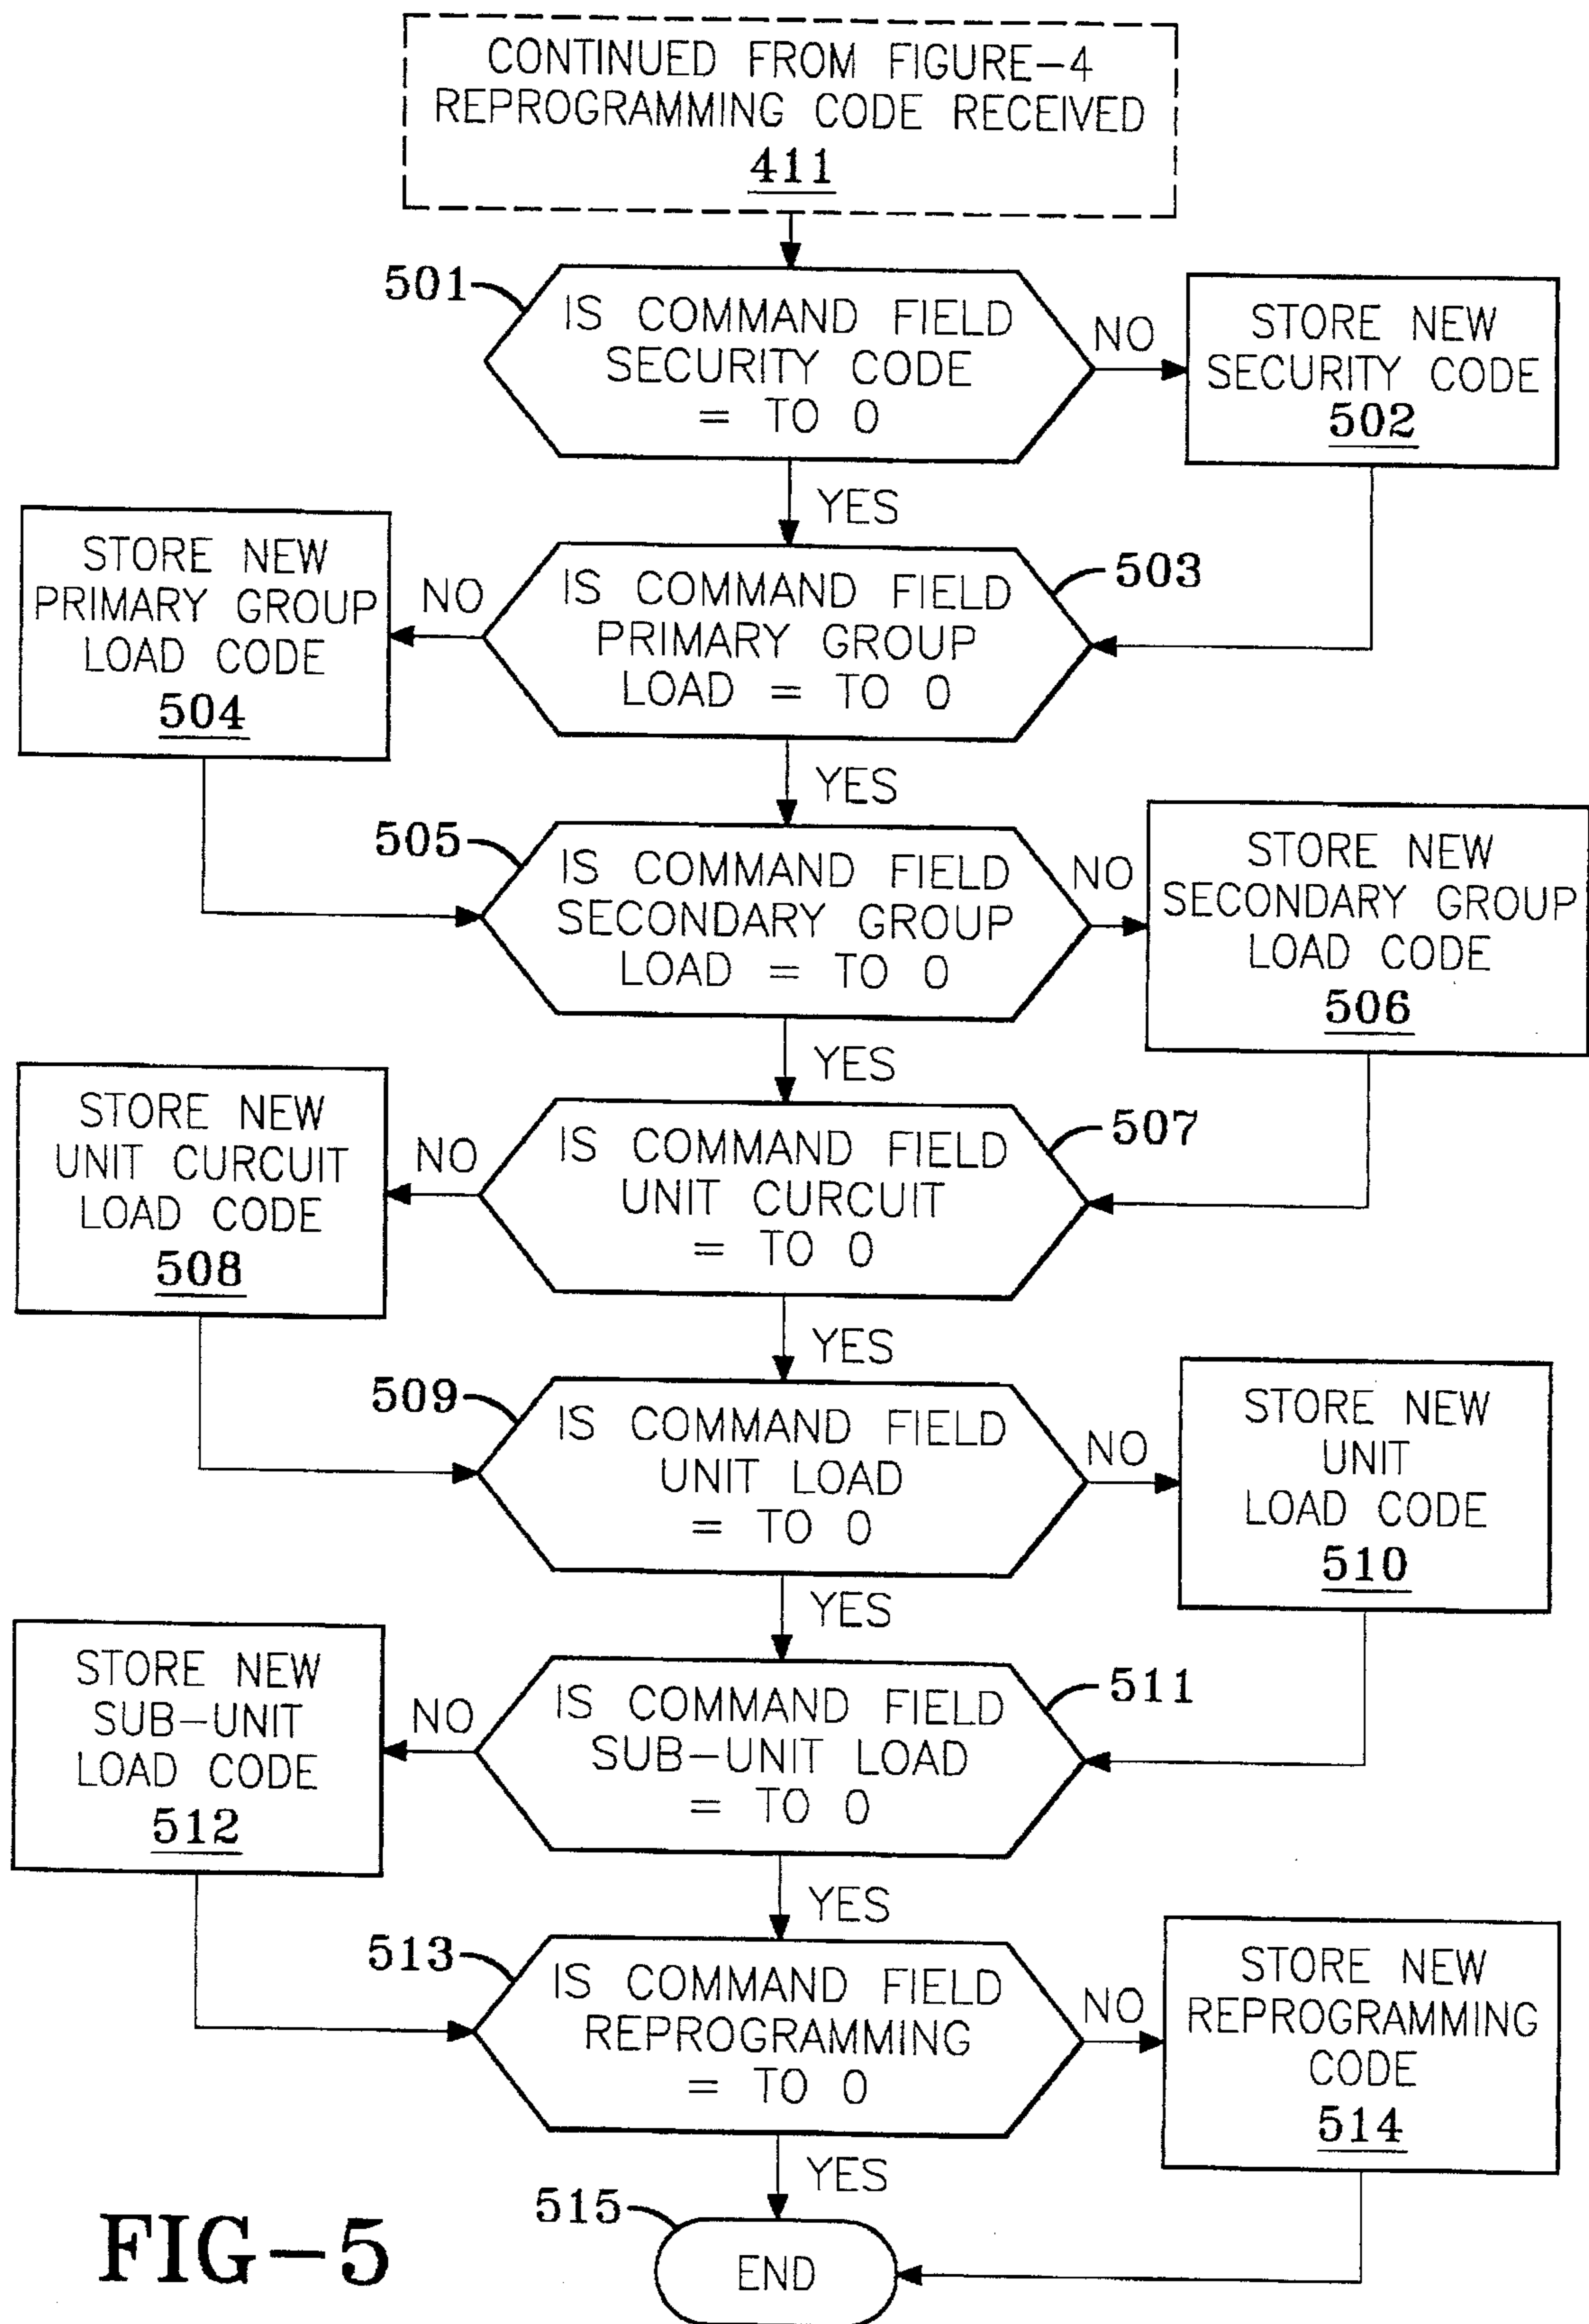 CONTINUED FROM FIGURE-4
REPROGRAMMING CODE RECEIVED
411
501
IS COMMAND FIELD
SECURITY CODE
= TO 0
NO
STORE NEW
SECURITY CODE
502
YES
503
IS COMMAND FIELD
PRIMARY GROUP
LOAD = TO 0
NO
STORE NEW
PRIMARY GROUP
LOAD CODE
504
YES
505
IS COMMAND FIELD
SECONDARY GROUP
LOAD = TO 0
NO
STORE NEW
SECONDARY GROUP
LOAD CODE
506
YES
507
IS COMMAND FIELD
UNIT CURCUIT
= TO 0
NO
STORE NEW
UNIT CURCUIT
LOAD CODE
508
YES
509
IS COMMAND FIELD
UNIT LOAD
= TO 0
NO
STORE NEW
UNIT
LOAD CODE
510
YES
511
IS COMMAND FIELD
SUB-UNIT LOAD
= TO 0
NO
STORE NEW
SUB-UNIT
LOAD CODE
512
YES
513
IS COMMAND FIELD
REPROGRAMMING
= TO 0
NO
STORE NEW
REPROGRAMMING
CODE
514
YES
515
END
FIG-5